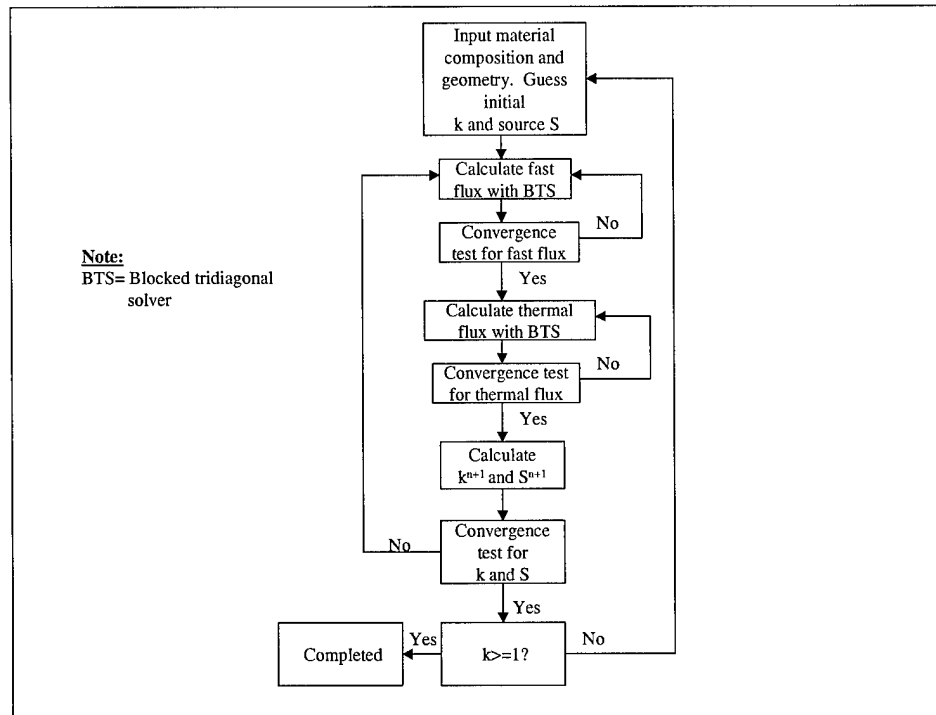 Input material
composition and
geometry. Guess
initial
k and source S
Calculate fast
flux with BTS
No
Convergence
test for fast flux
Note:
BTS= Blocked tridiagonal
solver
Yes
Calculate thermal
flux with BTS
No
Convergence test
for thermal flux
Yes
Calculate
kⁿ⁺¹ and Sⁿ⁺¹
Convergence
test for
k and S
No
Yes
Completed
Yes
k>=1?
No